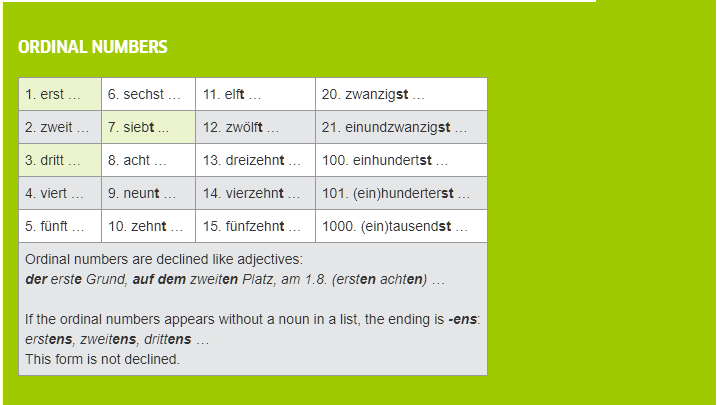 ORDINAL NUMBERS
1. erst … 6. sechst … 11. elft … 20. zwanzigst …
2. zweit … 7. siebt ... 12. zwölft … 21. einundzwanzigst …
3. dritt … 8. acht … 13. dreizehnt … 100. einhundertst …
4. viert … 9. neunt … 14. vierzehnt … 101. (ein)hunderterst …
5. fünft … 10. zehnt … 15. fünfzehnt … 1000. (ein)tausendst …
Ordinal numbers are declined like adjectives:
der erste Grund, auf dem zweiten Platz, am 1.8. (ersten achten) …
If the ordinal numbers appears without a noun in a list, the ending is -ens:
erstens, zweitens, drittens …
This form is not declined.